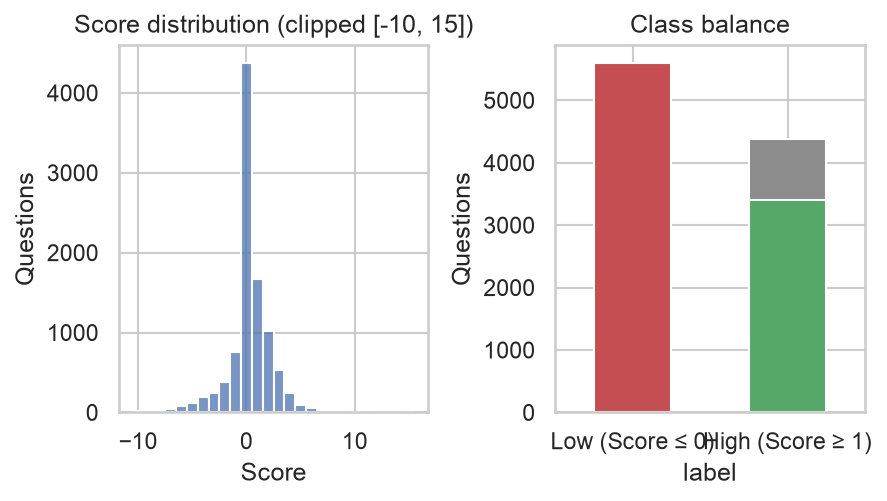 Score distribution (clipped [-10, 15])
Questions
4000
3000
2000
1000
0
−10 0 10
Score
Class balance
Questions
5000
4000
3000
2000
1000
0
Low (Score ≤ 0) High (Score ≥ 1)
label